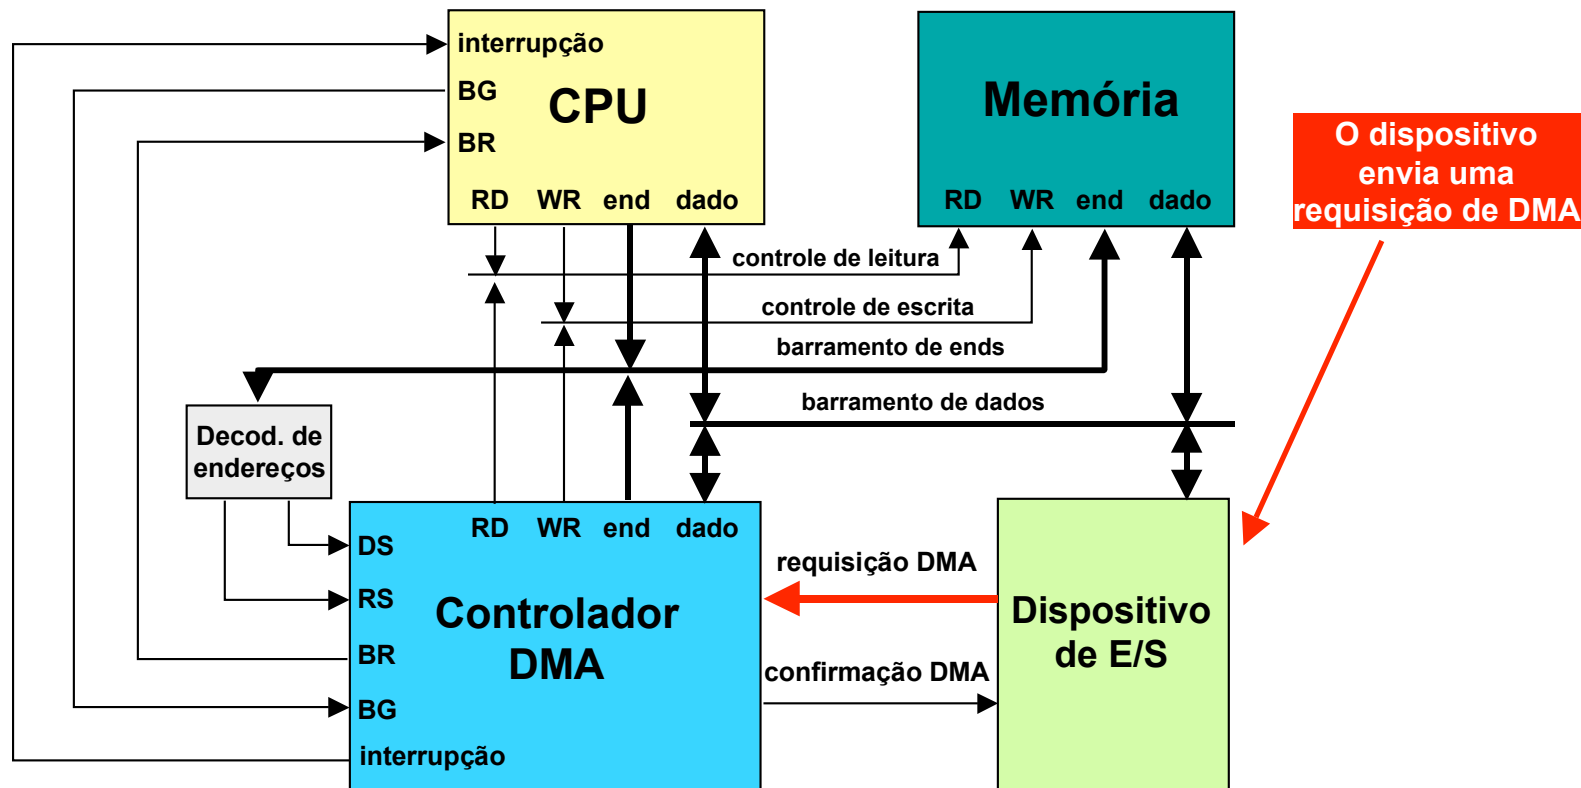 interrupção
BG
CPU
BR
RD WR end dado
Memória
RD WR end dado
O dispositivo
envia uma
requisição de DMA
controle de leitura
controle de escrita
barramento de ends
barramento de dados
Decod. de
endereços
RD WR end dado
DS
RS
Controlador
DMA
BR
BG
interrupção
requisição DMA
confirmação DMA
Dispositivo
de E/S